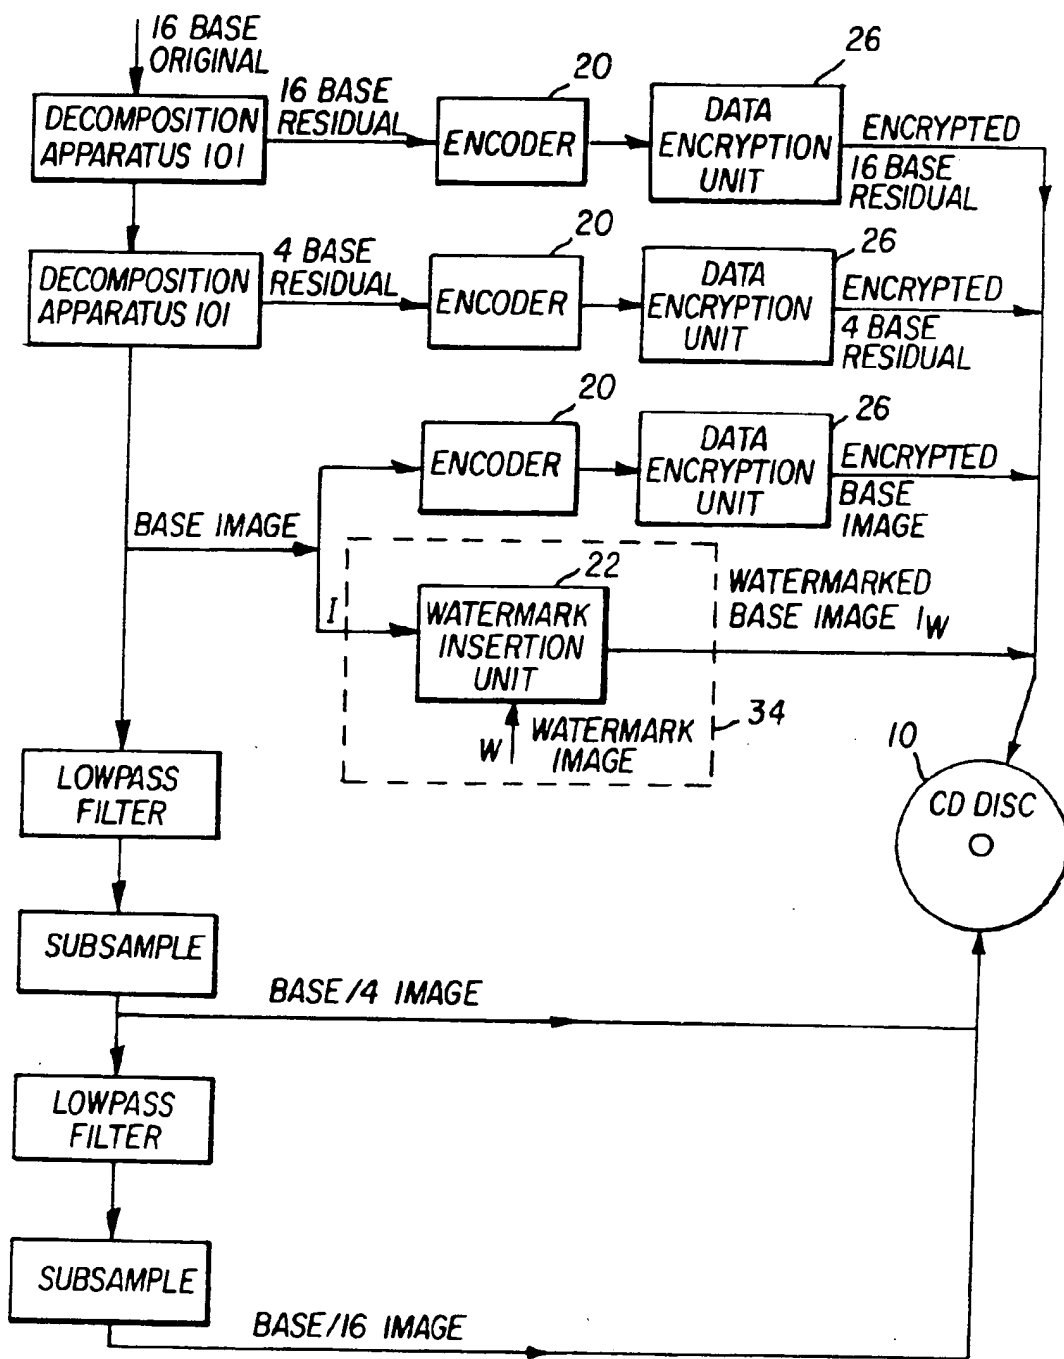 16 BASE
ORIGINAL
DECOMPOSITION
APPARATUS 101
16 BASE
RESIDUAL
20
ENCODER
26
DATA
ENCRYPTION
UNIT
ENCRYPTED
16 BASE
RESIDUAL
DECOMPOSITION
APPARATUS 101
4 BASE
RESIDUAL
20
ENCODER
26
DATA
ENCRYPTION
UNIT
ENCRYPTED
4 BASE
RESIDUAL
20
ENCODER
26
DATA
ENCRYPTION
UNIT
ENCRYPTED
BASE
IMAGE
BASE IMAGE
I
22
WATERMARK
INSERTION
UNIT
W
WATERMARK
IMAGE
34
WATERMARKED
BASE IMAGE IW
10
CD DISC
LOWPASS
FILTER
SUBSAMPLE
BASE/4 IMAGE
LOWPASS
FILTER
SUBSAMPLE
BASE/16 IMAGE